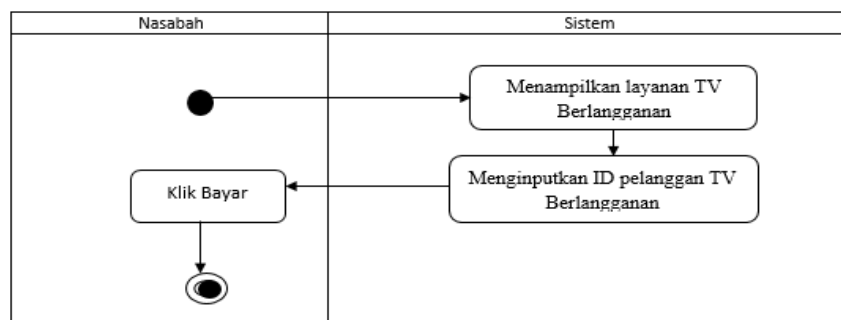 Nasabah
Sistem
Menampilkan layanan TV
Berlangganan
Menginputkan ID pelanggan TV
Berlangganan
Klik Bayar